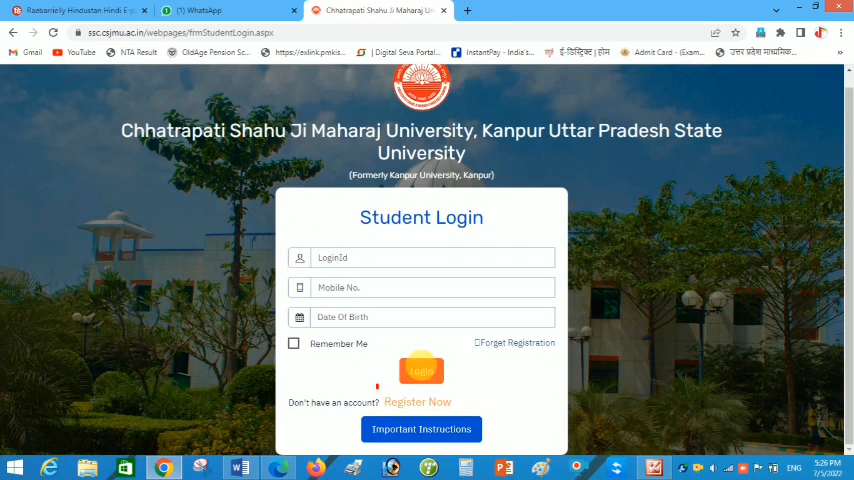 Raebarrielly Hindustan Hindi E-p
(1) WhatsApp
Chhatrapati Shahu Ji Maharaj Un
ssc.csjmu.ac.in/webpages/frmStudentLogin.aspx
Gmail
YouTube
NTA Result
OldAge Pension Sc...
https://exlink.pmkis...
| Digital Seva Portal...
InstantPay - India's...
ई-डिस्ट्रिक्ट | होम
Admit Card - (Exam...
उत्तर प्रदेश माध्यमिक...
Chhatrapati Shahu Ji Maharaj University, Kanpur Uttar Pradesh State
University
(Formerly Kanpur University, Kanpur)
Student Login
LoginId
Mobile No.
Date Of Birth
Remember Me
Forget Registration
Login
Don't have an account? Register Now
Important Instructions
ENG
5:26 PM
7/5/2022